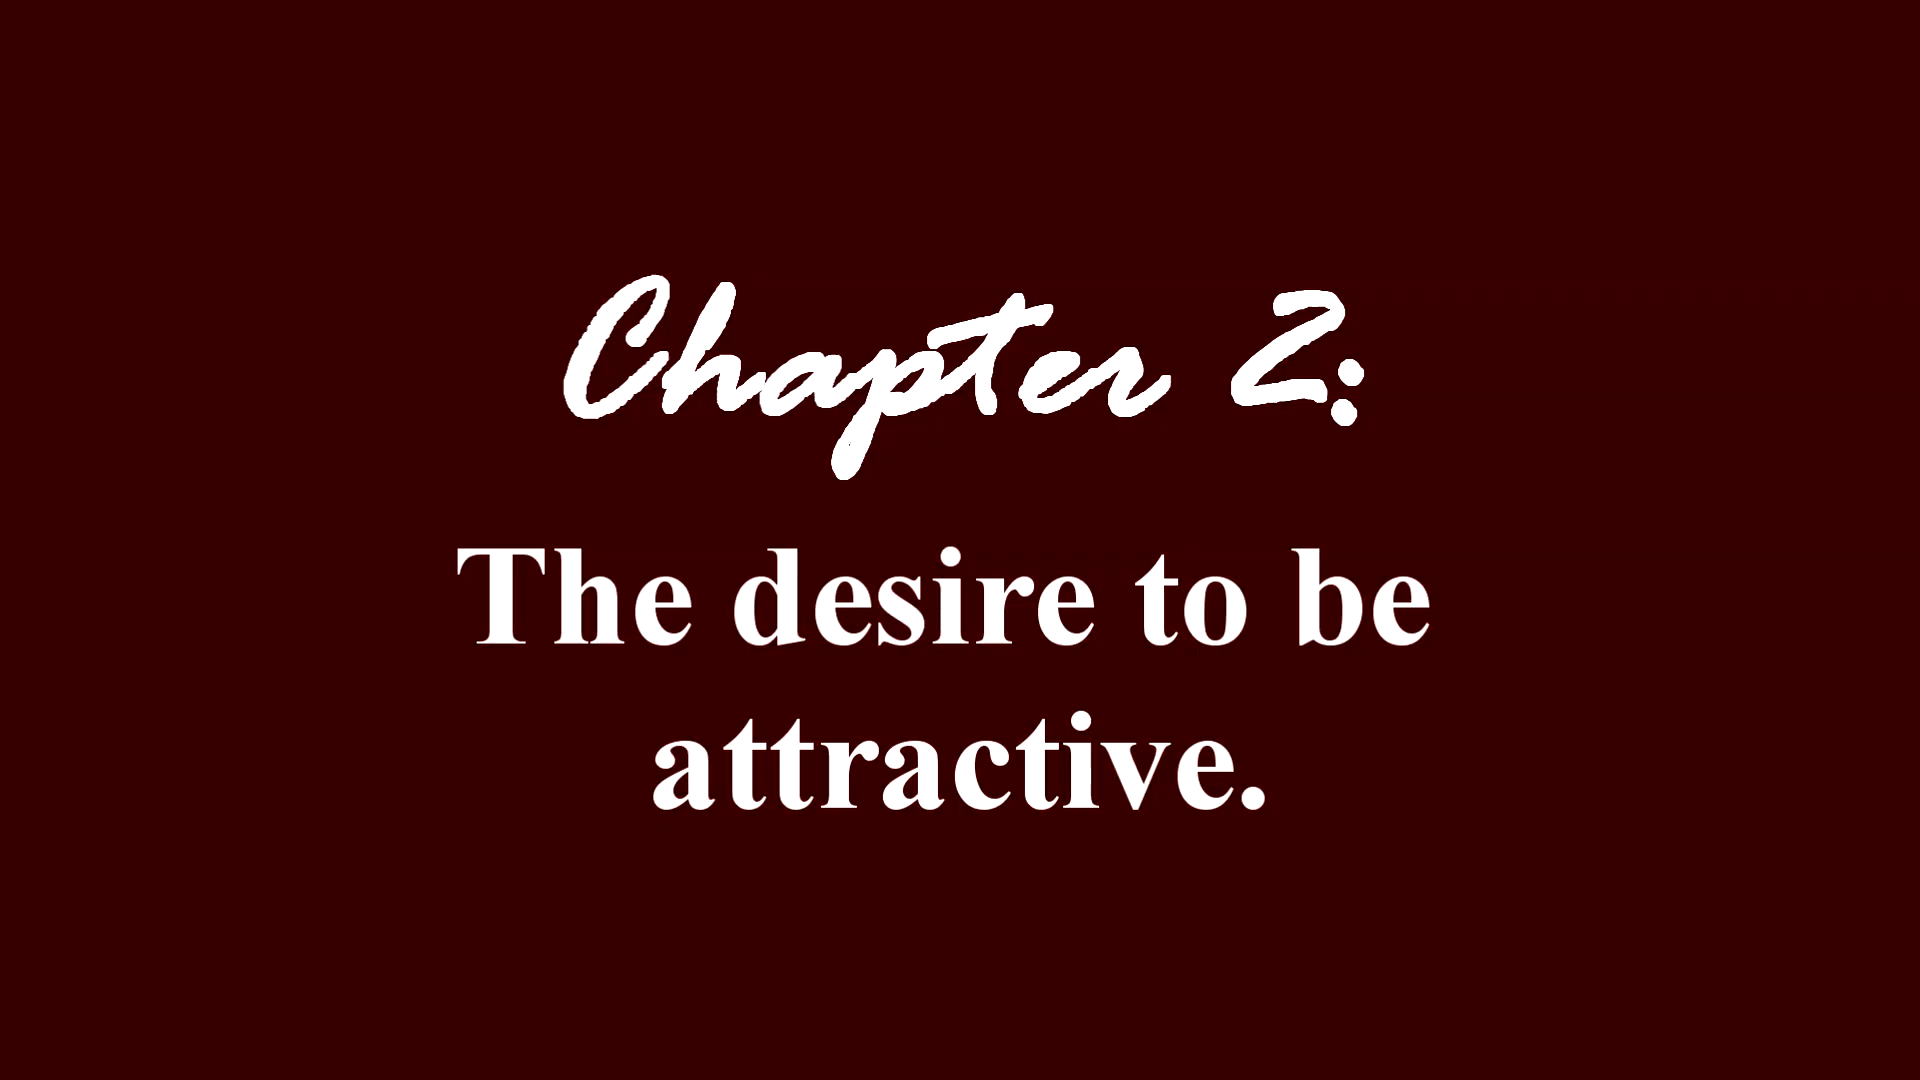 Chapter 2:
The desire to be
attractive.